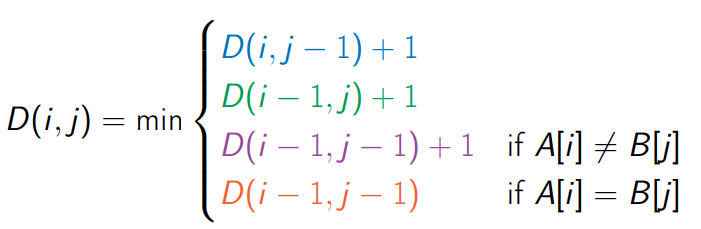 D(i, j − 1) + 1
D(i − 1, j) + 1
D(i, j) = min
D(i − 1, j − 1) + 1 if A[i] ≠ B[j]
D(i − 1, j − 1) if A[i] = B[j]